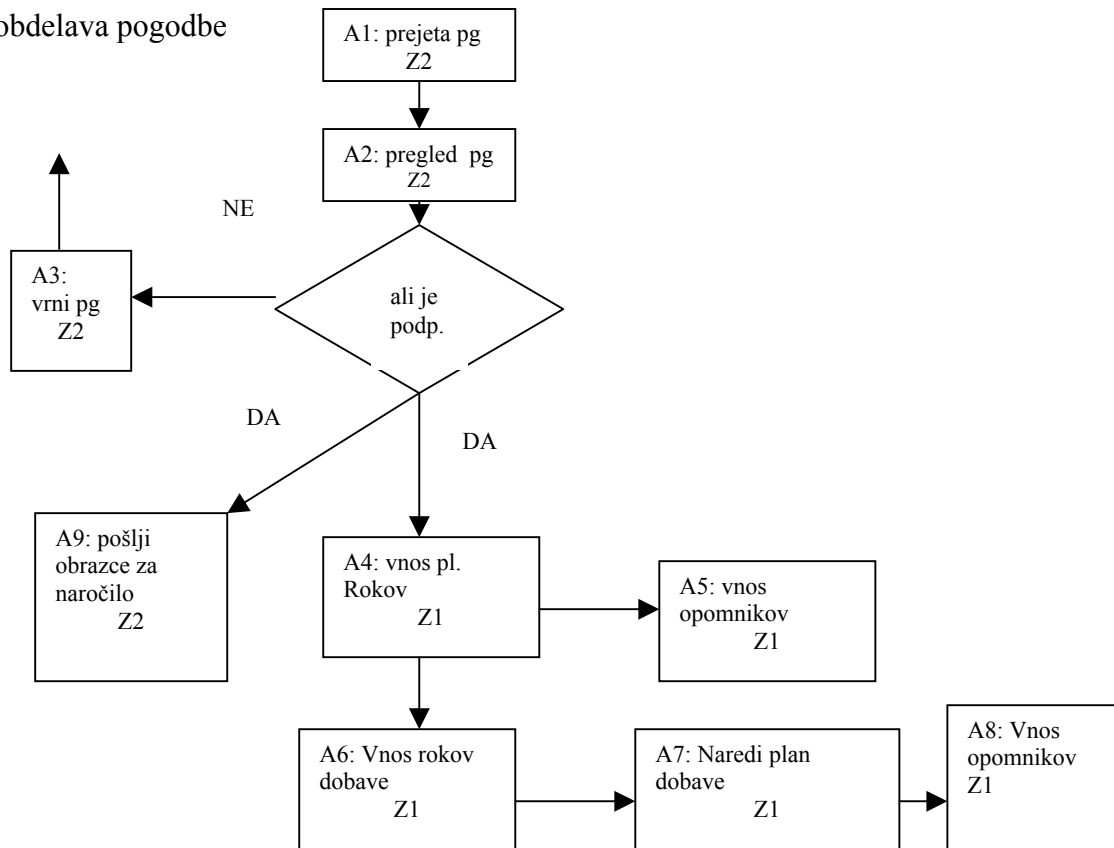 obdelava pogodbe
A1: prejeta pg
Z2
A2: pregled pg
Z2
NE
A3:
vrni pg
Z2
ali je
podp.
DA
DA
A9: pošlji
obrazce za
naročilo
Z2
A4: vnos pl.
Rokov
Z1
A5: vnos
opomnikov
Z1
A6: Vnos rokov
dobave
Z1
A7: Naredi plan
dobave
Z1
A8: Vnos
opomnikov
Z1